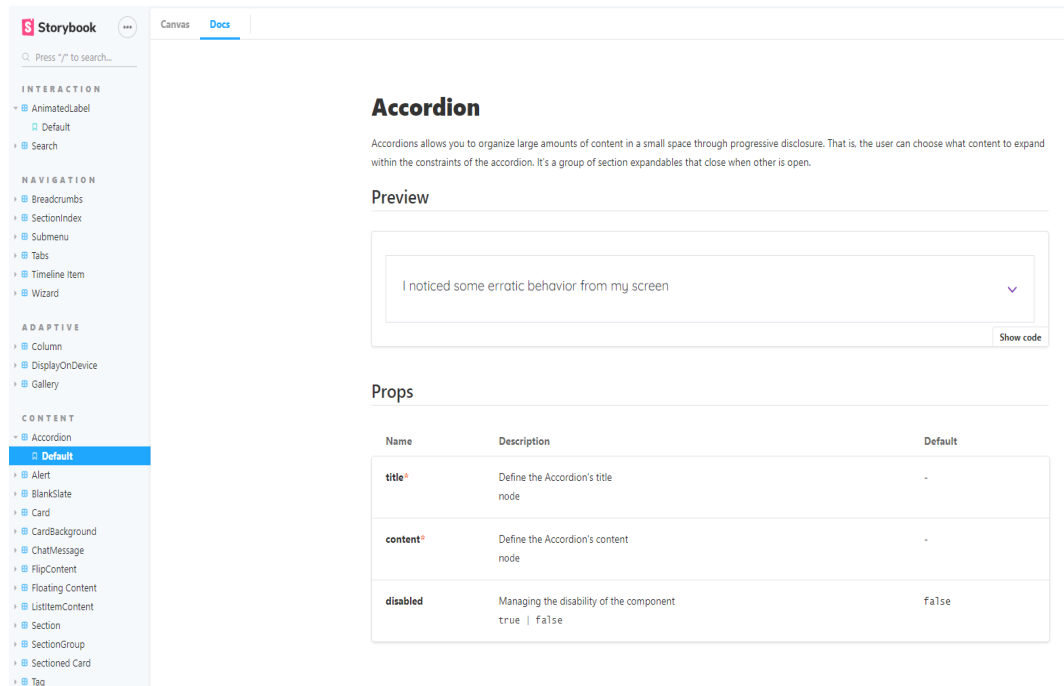 Storybook
Press "/" to search...
INTERACTION
AnimatedLabel
Default
Search
NAVIGATION
Breadcrumbs
SectionIndex
Submenu
Tabs
Timeline Item
Wizard
ADAPTIVE
Column
DisplayOnDevice
Gallery
CONTENT
Accordion
Default
Alert
BlankSlate
Card
CardBackground
ChatMessage
FlipContent
Floating Content
ListItemContent
Section
SectionGroup
Sectioned Card
Tag
Canvas Docs
Accordion
Accordions allows you to organize large amounts of content in a small space through progressive disclosure. That is, the user can choose what content to expand
within the constraints of the accordion. It's a group of section expandables that close when other is open.
Preview
I noticed some erratic behavior from my screen
Show code
Props
Name Description Default
title* Define the Accordion's title -
node
content* Define the Accordion's content -
node
disabled Managing the disability of the component false
true | false